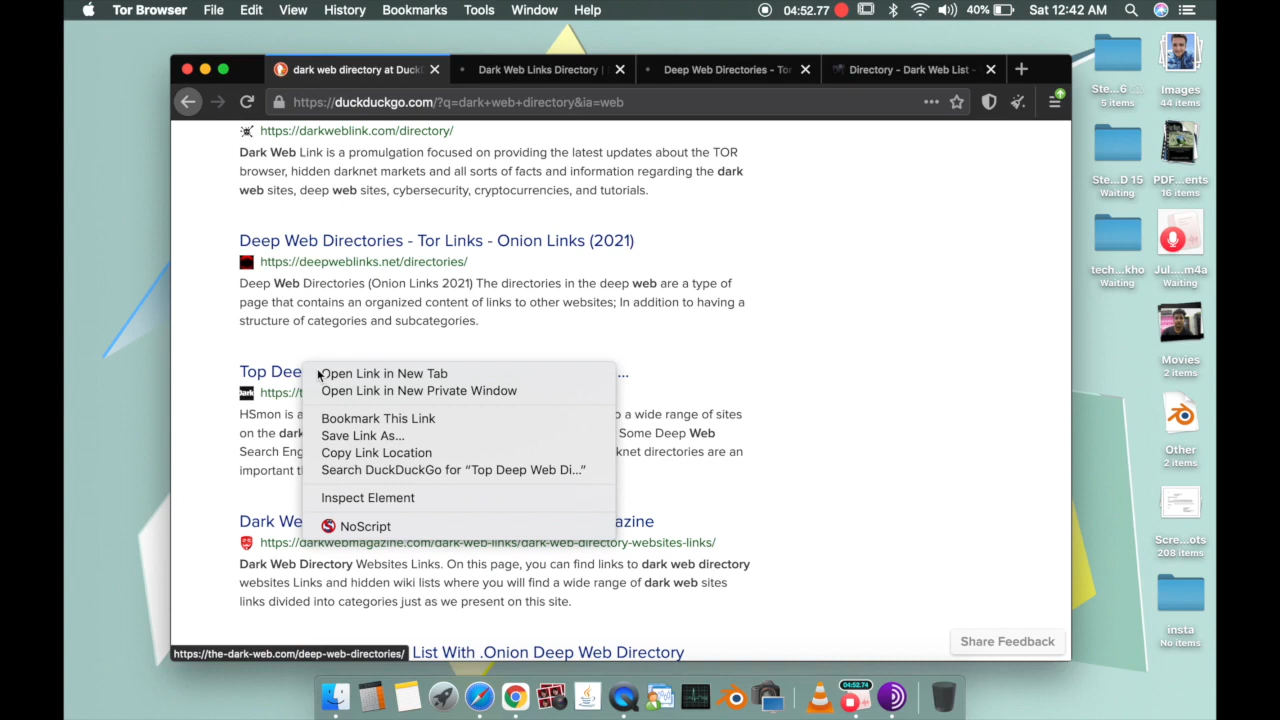 Tor Browser File Edit View History Bookmarks Tools Window Help 04:52.77 40% Sat 12:42 AM
dark web directory at Duck
Dark Web Links Directory |
Deep Web Directories - Tor
Directory - Dark Web List -
https://duckduckgo.com/?q=dark+web+directory&ia=web
https://darkweblink.com/directory/
Dark Web Link is a promulgation focused on providing the latest updates about the TOR
browser, hidden darknet markets and all sorts of facts and information regarding the dark
web sites, deep web sites, cybersecurity, cryptocurrencies, and tutorials.
Deep Web Directories - Tor Links - Onion Links (2021)
https://deepweblinks.net/directories/
Deep Web Directories (Onion Links 2021) The directories in the deep web are a type of
page that contains an organized content of links to other websites; In addition to having a
structure of categories and subcategories.
Top Dee ...
https://t
HSmon is a o a wide range of sites
on the dark Some Deep Web
Search Eng knet directories are an
important t
Open Link in New Tab
Open Link in New Private Window
Bookmark This Link
Save Link As...
Copy Link Location
Search DuckDuckGo for “Top Deep Web Di...”
Inspect Element
NoScript
Dark We azine
https://darkwebmagazine.com/dark-web-links/dark-web-directory-websites-links/
Dark Web Directory Websites Links. On this page, you can find links to dark web directory
websites Links and hidden wiki lists where you will find a wide range of dark web sites
links divided into categories just as we present on this site.
Share Feedback
https://the-dark-web.com/deep-web-directories/
List With .Onion Deep Web Directory
Ste...6
5 items
Images
44 items
Ste...D 15
Waiting
PDF...ents
16 items
tech...kho
Waiting
Jul....m4a
Waiting
Movies
2 items
Other
2 items
Scre...ots
208 items
insta
No items
04:52.74